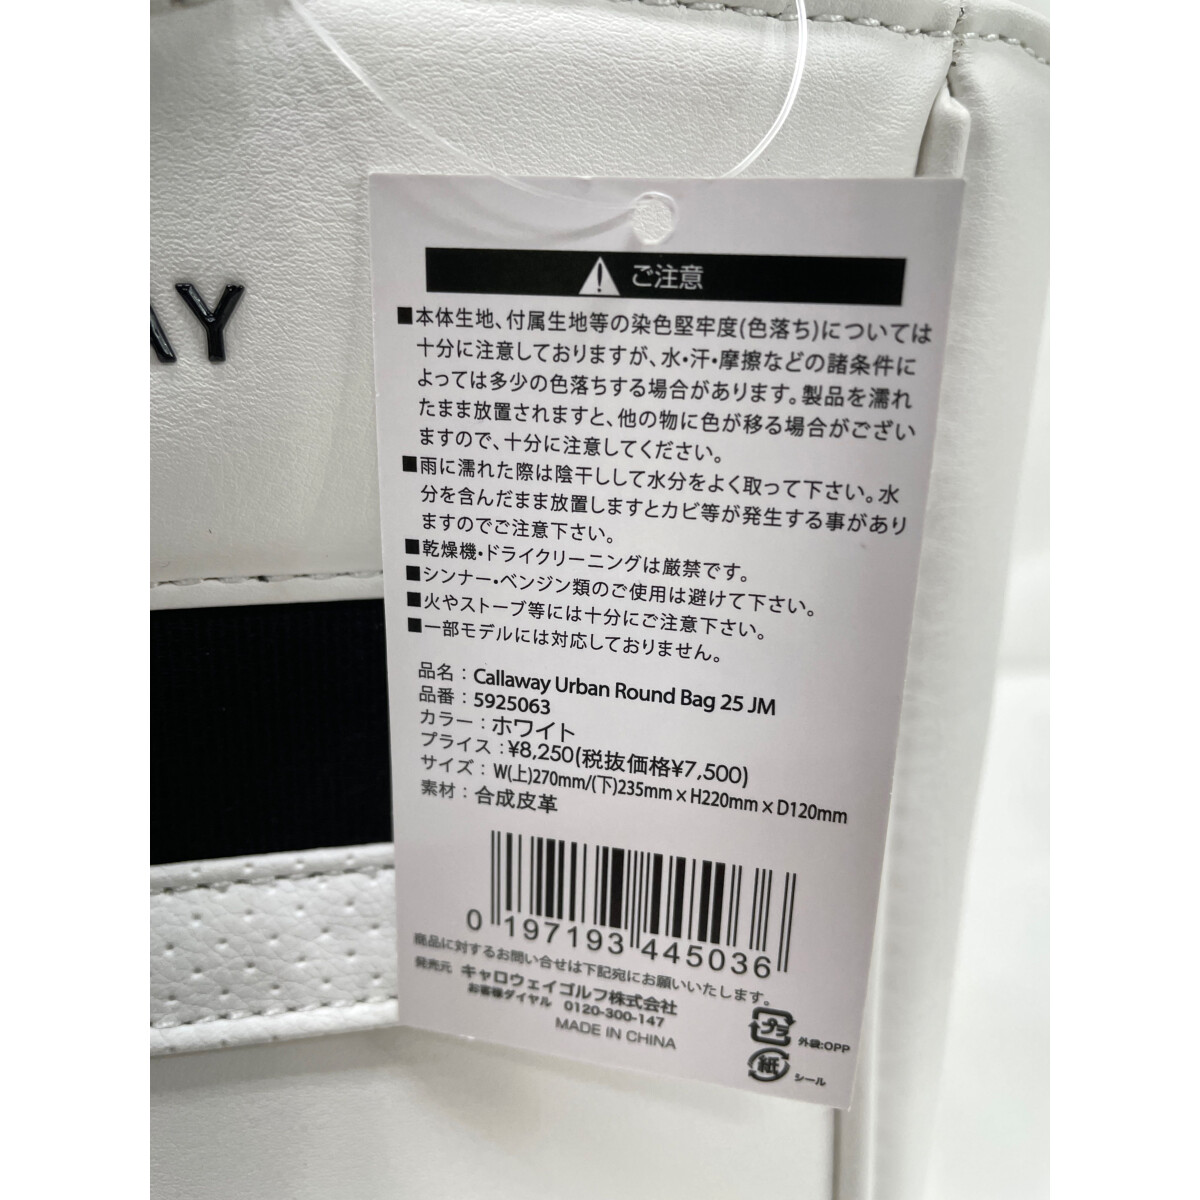 AY
ご注意
■本体生地、付属生地等の染色堅牢度(色落ち)については
十分に注意しておりますが、水・汗・摩擦などの諸条件に
よっては多少の色落ちする場合があります。製品を濡れ
たまま放置されますと、他の物に色が移る場合がござい
ますので、十分に注意してください。
■雨に濡れた際は陰干しして水分をよく取って下さい。水
分を含んだまま放置しますとカビ等が発生する事があり
ますのでご注意下さい。
■乾燥機・ドライクリーニングは厳禁です。
■シンナー・ベンジン類のご使用は避けて下さい。
■火やストーブ等には十分にご注意下さい。
■一部モデルには対応しておりません。
品名：Callaway Urban Round Bag 25 JM
品番：5925063
カラー：ホワイト
プライス：¥8,250(税抜価格¥7,500)
サイズ：W(上)270mm/(下)235mm×H220mm×D120mm
素材：合成皮革
0 197193 445036
商品に対するお問い合せは下記宛にお願いいたします。
発売元 キャロウェイゴルフ株式会社
お客様ダイヤル 0120-300-147
MADE IN CHINA
プラ 外袋:OPP
紙 シール